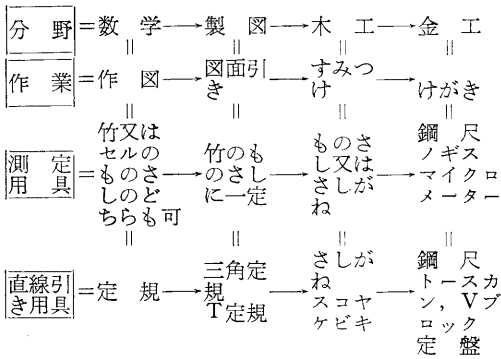 分野＝数学→製図→木工→金工
作業＝作図→図面引き→すみつけ→けがき
測定用具＝竹又はセルのものさしのどちらも可→竹のものさしに一定→ものさし又はさしがね→鋼尺ノギスマイクロメーター
直線引き用具＝定規→三角定規T定規→さしがねスコヤケビキ→鋼尺トースカン，Vブロック定盤